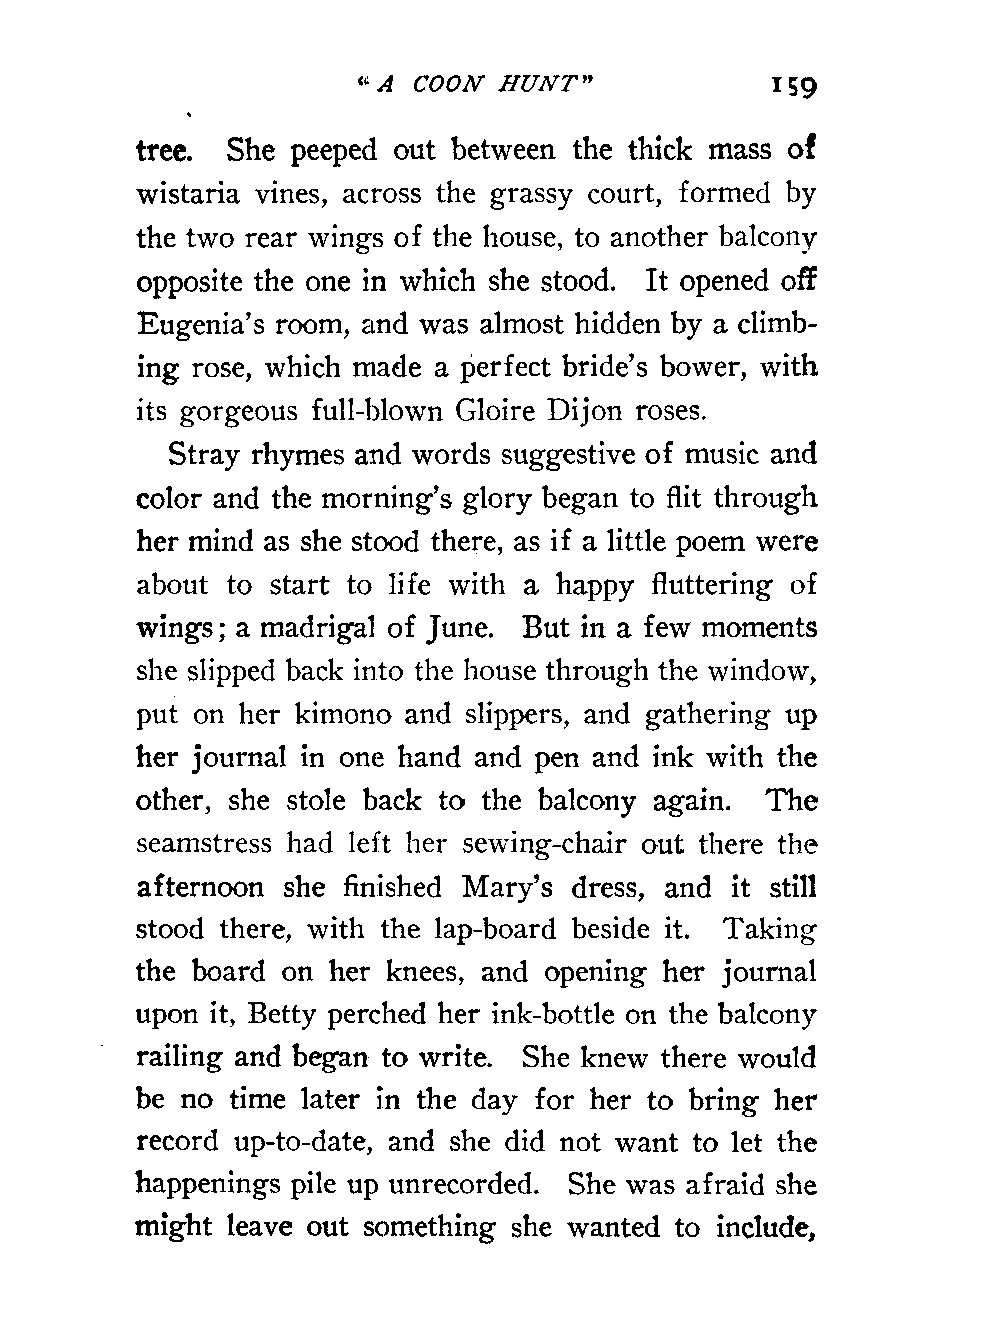 "A COON HUNT" 159
tree. She peeped out between the thick mass of
wistaria vines, across the grassy court, formed by
the two rear wings of the house, to another balcony
opposite the one in which she stood. It opened off
Eugenia's room, and was almost hidden by a climb-
ing rose, which made a perfect bride's bower, with
its gorgeous full-blown Gloire Dijon roses.
Stray rhymes and words suggestive of music and
color and the morning's glory began to flit through
her mind as she stood there, as if a little poem were
about to start to life with a happy fluttering of
wings; a madrigal of June. But in a few moments
she slipped back into the house through the window,
put on her kimono and slippers, and gathering up
her journal in one hand and pen and ink with the
other, she stole back to the balcony again. The
seamstress had left her sewing-chair out there the
afternoon she finished Mary's dress, and it still
stood there, with the lap-board beside it. Taking
the board on her knees, and opening her journal
upon it, Betty perched her ink-bottle on the balcony
railing and began to write. She knew there would
be no time later in the day for her to bring her
record up-to-date, and she did not want to let the
happenings pile up unrecorded. She was afraid she
might leave out something she wanted to include,